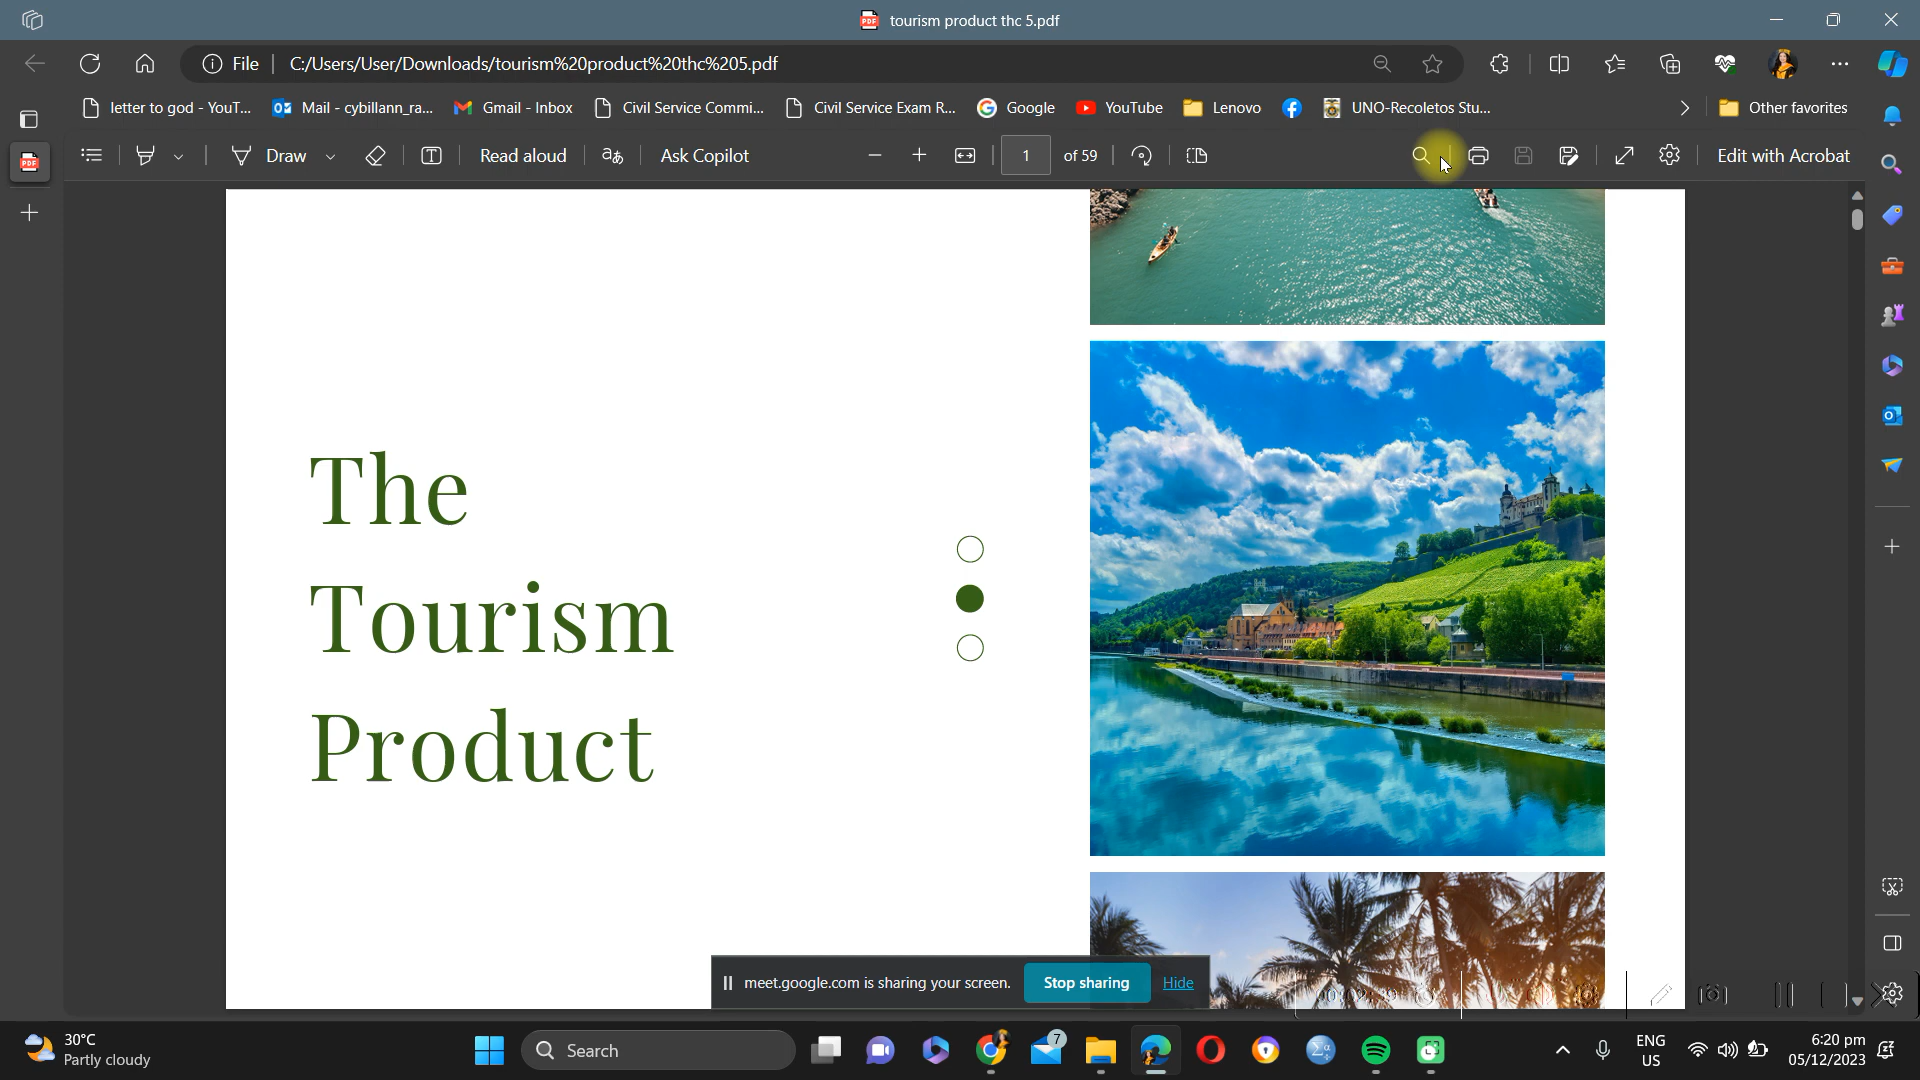 tourism product thc 5.pdf
File
C:/Users/User/Downloads/tourism%20product%20thc%205.pdf
letter to god - YouT...
Mail - cybillann_ra...
Gmail - Inbox
Civil Service Commi...
Civil Service Exam R...
Google
YouTube
Lenovo
UNO-Recoletos Stu...
Other favorites
Draw
Read aloud
aあ
Ask Copilot
1
of 59
Edit with Acrobat
The
Tourism
Product
meet.google.com is sharing your screen.
Stop sharing
Hide
30°C
Partly cloudy
Search
7
ENG
US
6:20 pm
05/12/2023